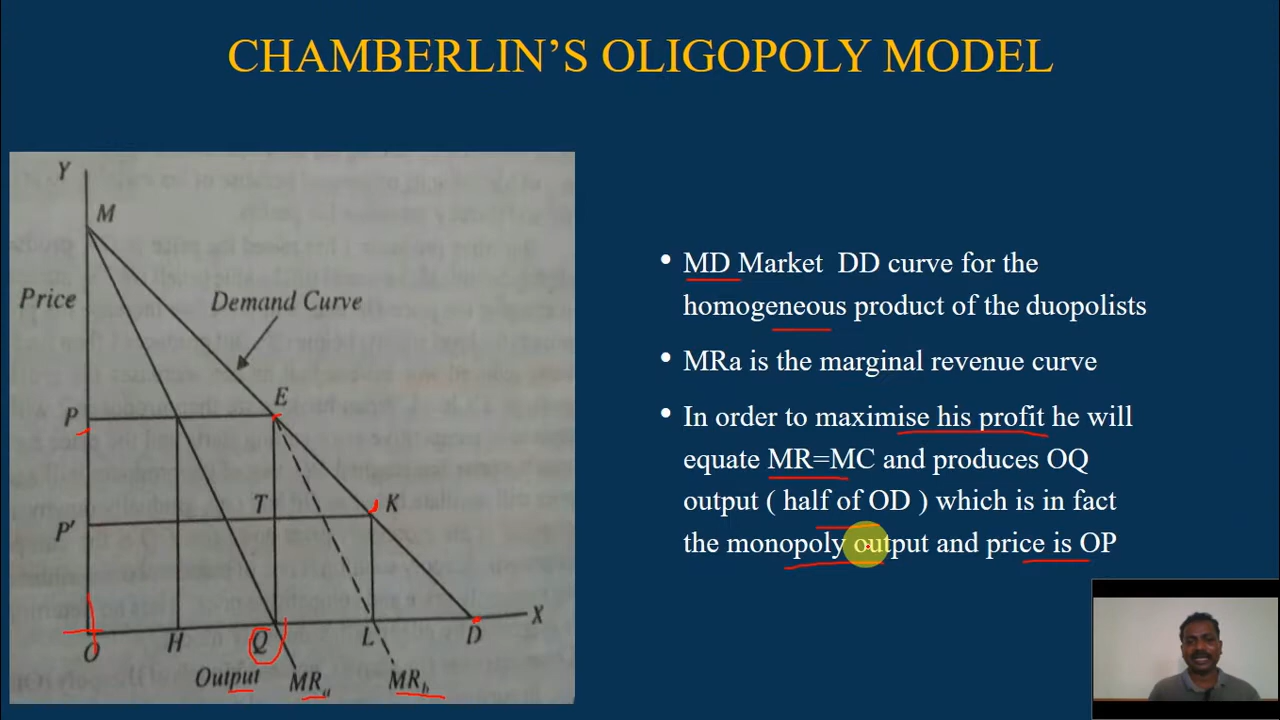 CHAMBERLIN'S OLIGOPOLY MODEL
Y
M
Price
Demand Curve
E
P
T
K
P'
X
O
H
Q
L
D
Output
MRa
MRb
• MD Market DD curve for the
homogeneous product of the duopolists
• MRa is the marginal revenue curve
• In order to maximise his profit he will
equate MR=MC and produces OQ
output ( half of OD ) which is in fact
the monopoly output and price is OP